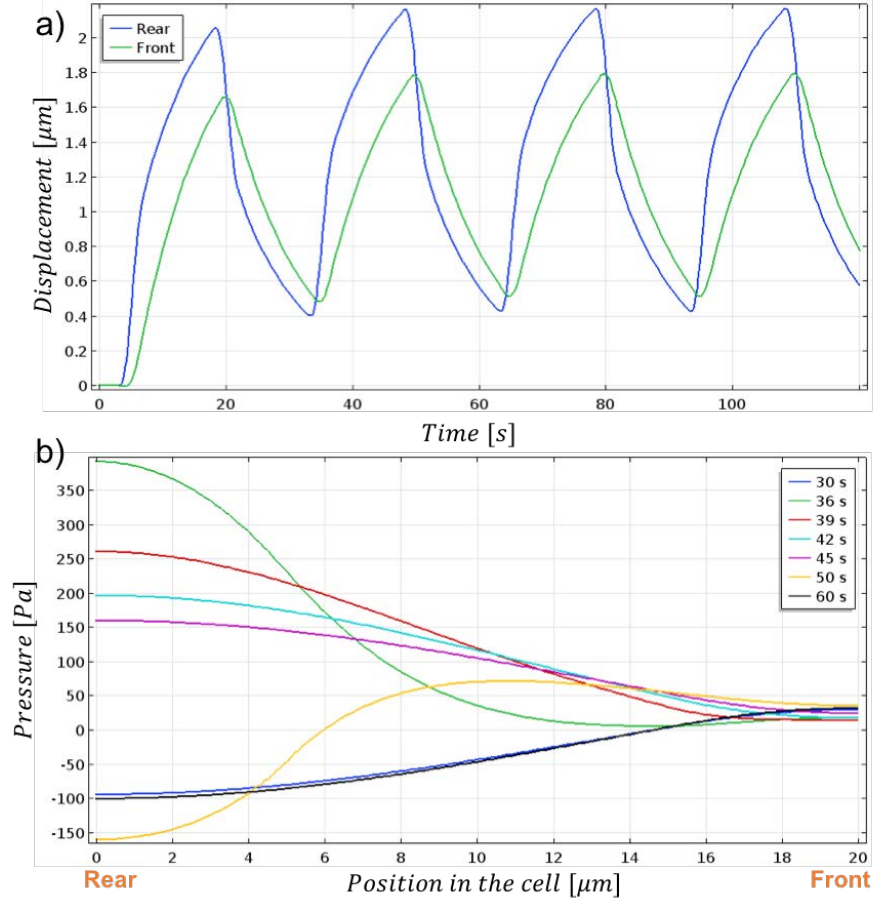 a)
Rear
Front
2
1.8
1.6
1.4
1.2
1
0.8
0.6
0.4
0.2
0
Displacement [μm]
0 20 40 60 80 100
Time [s]
b)
30 s
36 s
39 s
42 s
45 s
50 s
60 s
350
300
250
200
150
100
50
0
-50
-100
-150
Pressure [Pa]
0 2 4 6 8 10 12 14 16 18 20
Rear Position in the cell [μm] Front